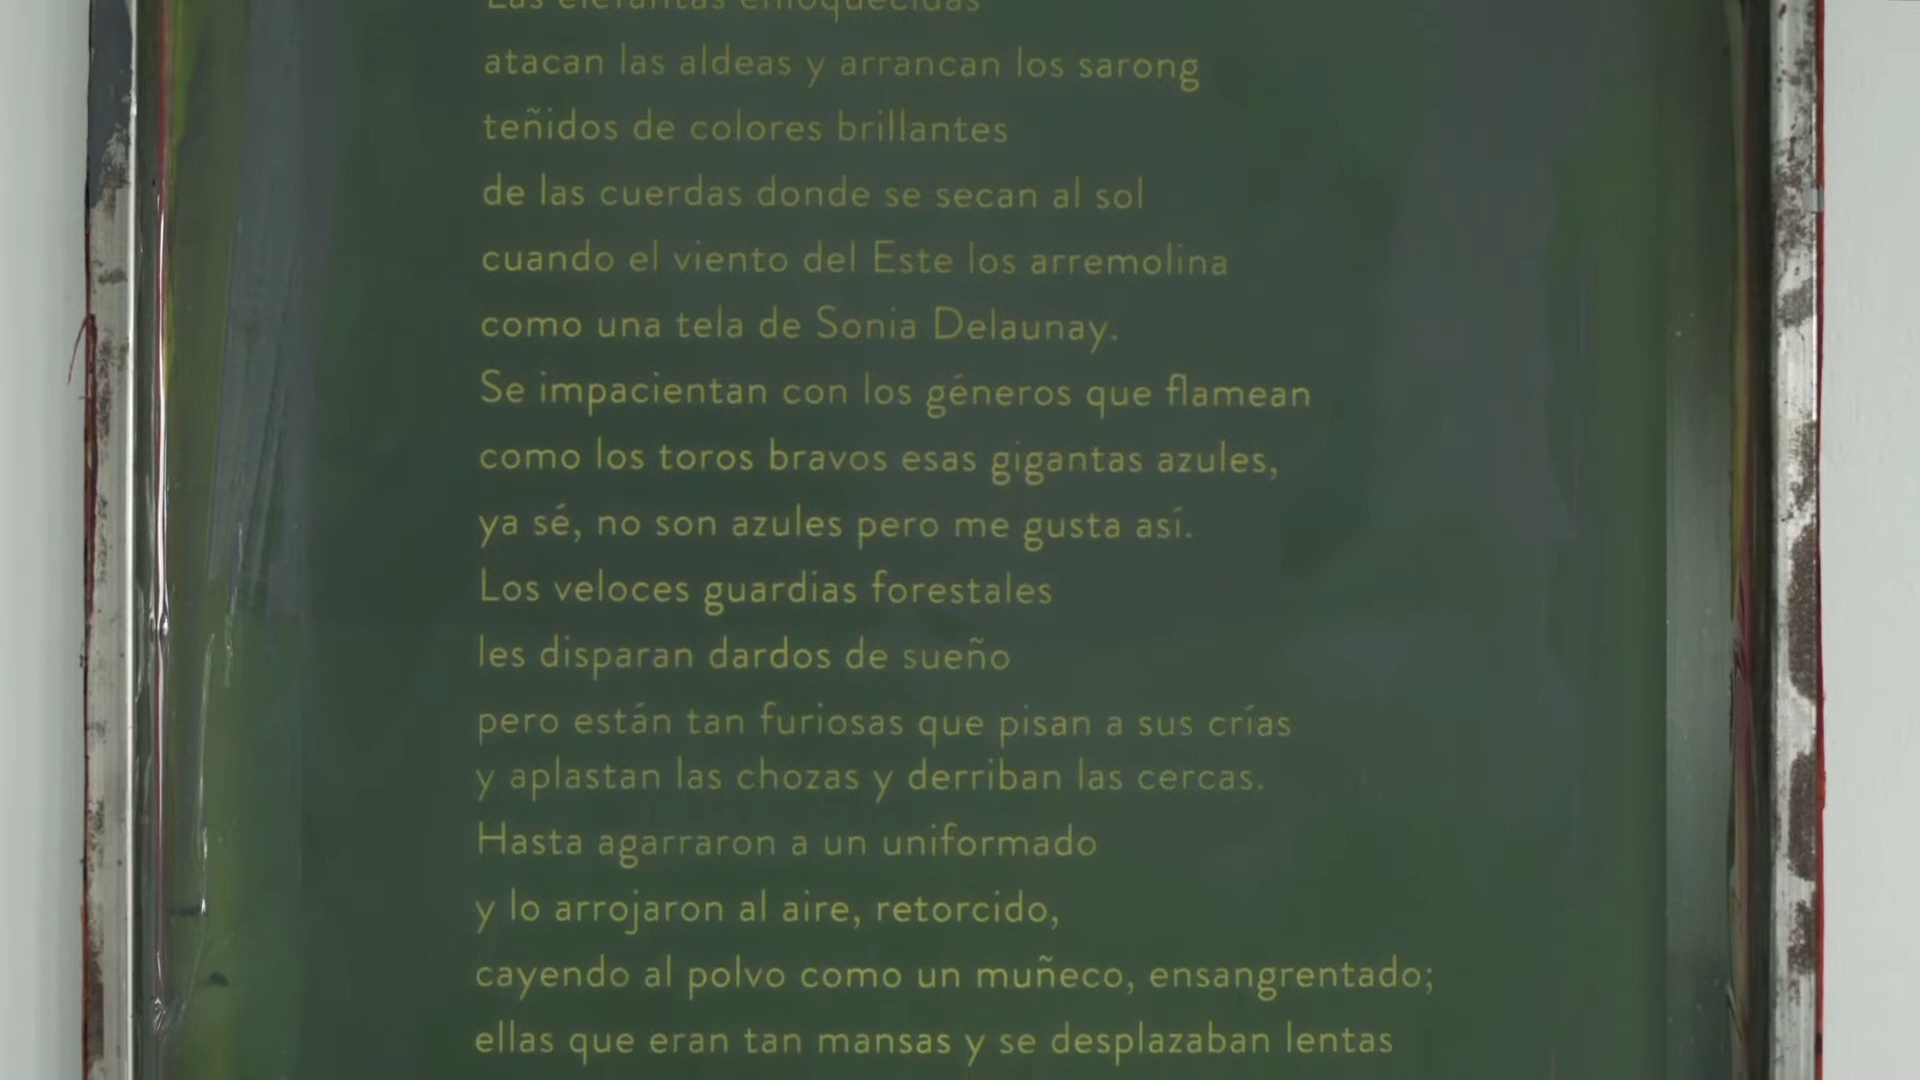 Las elefantas enloquecidas
atacan las aldeas y arrancan los sarong
teñidos de colores brillantes
de las cuerdas donde se secan al sol
cuando el viento del Este los arremolina
como una tela de Sonia Delaunay.
Se impacientan con los géneros que flamean
como los toros bravos esas gigantas azules,
ya sé, no son azules pero me gusta así.
Los veloces guardias forestales
les disparan dardos de sueño
pero están tan furiosas que pisan a sus crías
y aplastan las chozas y derriban las cercas.
Hasta agarraron a un uniformado
y lo arrojaron al aire, retorcido,
cayendo al polvo como un muñeco, ensangrentado;
ellas que eran tan mansas y se desplazaban lentas